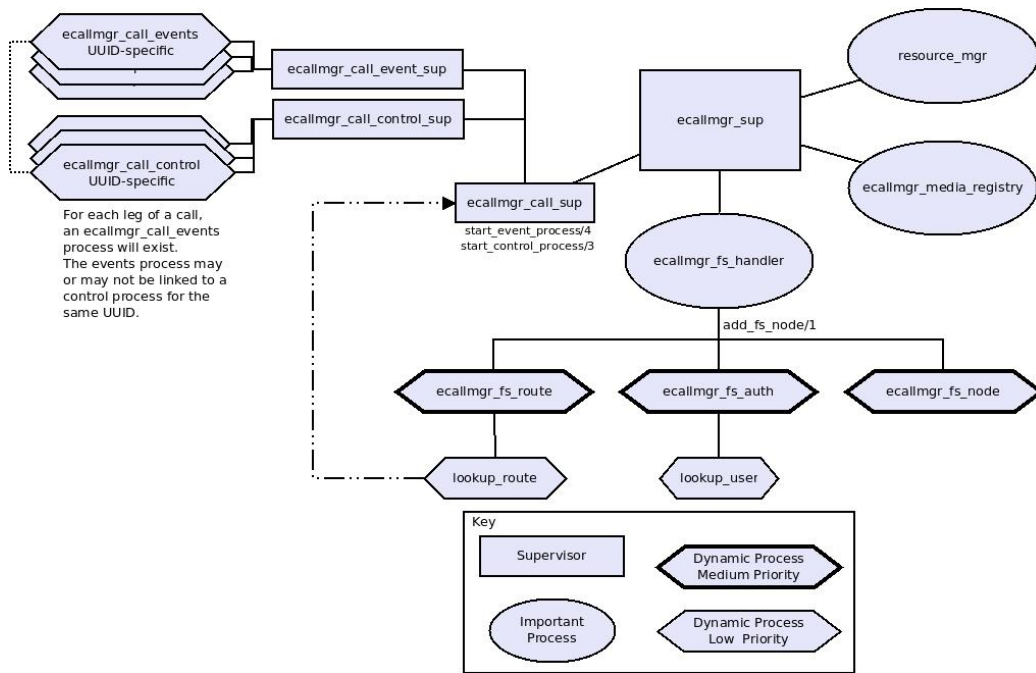 ecallmgr_call_events
UUID-specific
ecallmgr_call_event_sup
ecallmgr_call_control_sup
ecallmgr_call_control
UUID-specific
For each leg of a call,
an ecallmgr_call_events
process will exist.
The events process may
or may not be linked to a
control process for the
same UUID.
ecallmgr_call_sup
start_event_process/4
start_control_process/3
ecallmgr_sup
resource_mgr
ecallmgr_media_registry
ecallmgr_fs_handler
add_fs_node/1
ecallmgr_fs_route
ecallmgr_fs_auth
ecallmgr_fs_node
lookup_route
lookup_user
Key
Supervisor
Dynamic Process
Medium Priority
Important
Process
Dynamic Process
Low Priority